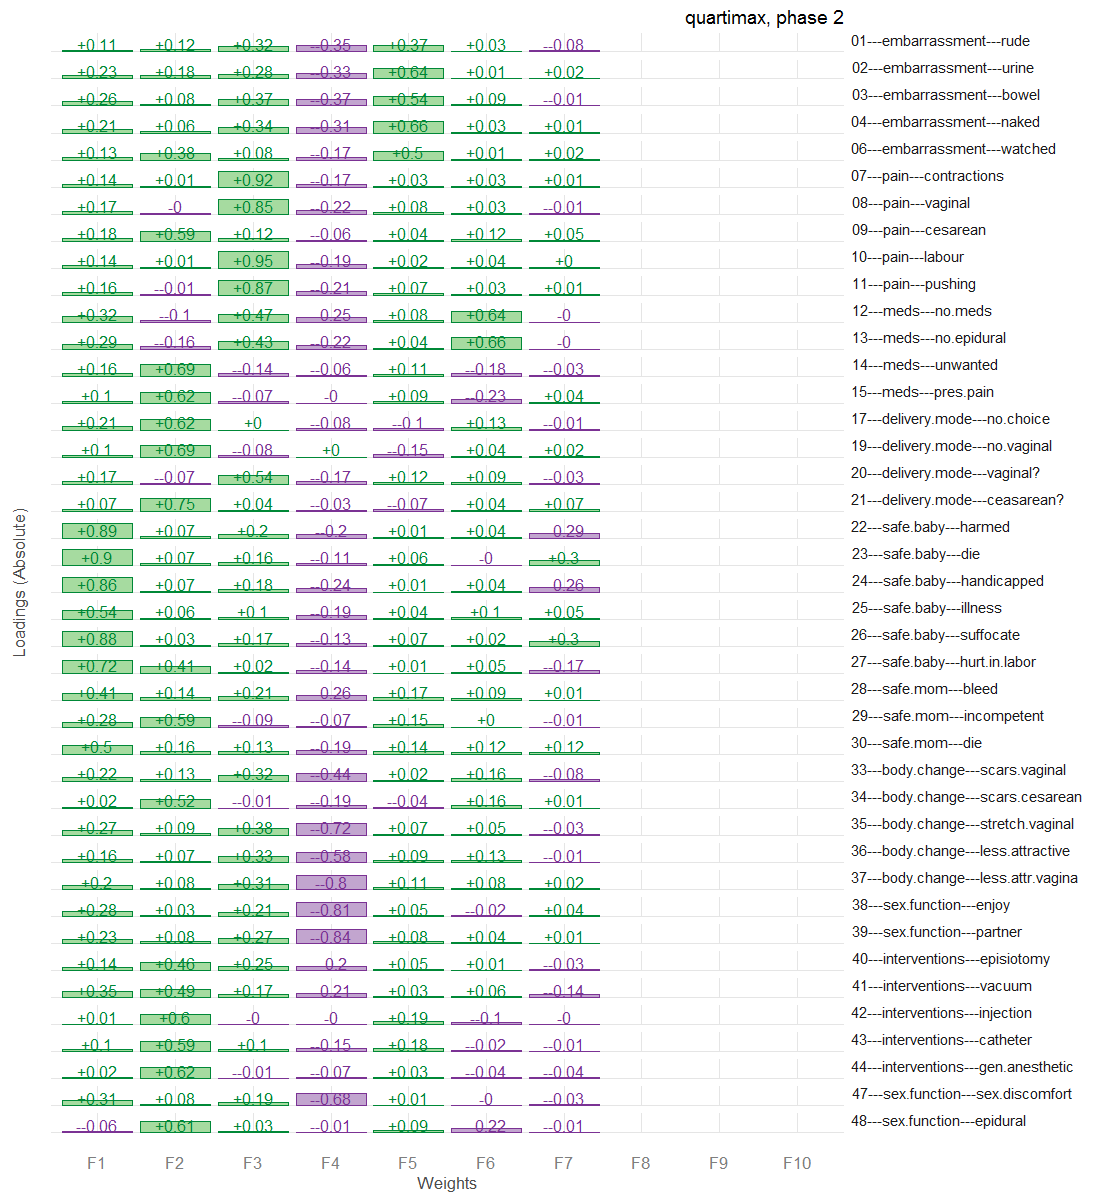 quartimax, phase 2
+0.11 +0.12 +0.32 --0.35 +0.37 +0.03 --0.08 01---embarrassment---rude
+0.23 +0.18 +0.28 --0.33 +0.64 +0.01 +0.02 02---embarrassment---urine
+0.26 +0.08 +0.37 --0.37 +0.54 +0.09 --0.01 03---embarrassment---bowel
+0.21 +0.06 +0.34 --0.31 +0.66 +0.03 +0.01 04---embarrassment---naked
+0.13 +0.38 +0.08 --0.17 +0.5 +0.01 +0.02 06---embarrassment---watched
+0.14 +0.01 +0.92 --0.17 +0.03 +0.03 +0.01 07---pain---contractions
+0.17 -0 +0.85 --0.22 +0.08 +0.03 --0.01 08---pain---vaginal
+0.18 +0.59 +0.12 --0.06 +0.04 +0.12 +0.05 09---pain---cesarean
+0.14 +0.01 +0.95 --0.19 +0.02 +0.04 +0 10---pain---labour
+0.16 --0.01 +0.87 --0.21 +0.07 +0.03 +0.01 11---pain---pushing
+0.32 --0.1 +0.47 --0.25 +0.08 +0.64 -0 12---meds---no.meds
+0.29 --0.16 +0.43 --0.22 +0.04 +0.66 -0 13---meds---no.epidural
+0.16 +0.69 --0.14 --0.06 +0.11 --0.18 --0.03 14---meds---unwanted
+0.1 +0.62 --0.07 -0 +0.09 --0.23 +0.04 15---meds---pres.pain
+0.21 +0.62 +0 --0.08 --0.1 +0.13 --0.01 17---delivery.mode---no.choice
+0.1 +0.69 --0.08 +0 --0.15 +0.04 +0.02 19---delivery.mode---no.vaginal
+0.17 --0.07 +0.54 --0.17 +0.12 +0.09 --0.03 20---delivery.mode---vaginal?
+0.07 +0.75 +0.04 --0.03 --0.07 +0.04 +0.07 21---delivery.mode---ceasarean?
+0.89 +0.07 +0.2 --0.2 +0.01 +0.04 --0.29 22---safe.baby---harmed
+0.9 +0.07 +0.16 --0.11 +0.06 -0 +0.3 23---safe.baby---die
+0.86 +0.07 +0.18 --0.24 +0.01 +0.04 --0.26 24---safe.baby---handicapped
+0.54 +0.06 +0.1 --0.19 +0.04 +0.1 +0.05 25---safe.baby---illness
+0.88 +0.03 +0.17 --0.13 +0.07 +0.02 +0.3 26---safe.baby---suffocate
+0.72 +0.41 +0.02 --0.14 +0.01 +0.05 --0.17 27---safe.baby---hurt.in.labor
+0.41 +0.14 +0.21 --0.26 +0.17 +0.09 +0.01 28---safe.mom---bleed
+0.28 +0.59 --0.09 --0.07 +0.15 +0 --0.01 29---safe.mom---incompetent
+0.5 +0.16 +0.13 --0.19 +0.14 +0.12 +0.12 30---safe.mom---die
+0.22 +0.13 +0.32 --0.44 +0.02 +0.16 --0.08 33---body.change---scars.vaginal
+0.02 +0.52 --0.01 --0.19 --0.04 +0.16 +0.01 34---body.change---scars.cesarean
+0.27 +0.09 +0.38 --0.72 +0.07 +0.05 --0.03 35---body.change---stretch.vaginal
+0.16 +0.07 +0.33 --0.58 +0.09 +0.13 --0.01 36---body.change---less.attractive
+0.2 +0.08 +0.31 --0.8 +0.11 +0.08 +0.02 37---body.change---less.attr.vagina
+0.28 +0.03 +0.21 --0.81 +0.05 --0.02 +0.04 38---sex.function---enjoy
+0.23 +0.08 +0.27 --0.84 +0.08 +0.04 +0.01 39---sex.function---partner
+0.14 +0.46 +0.25 --0.2 +0.05 +0.01 --0.03 40---interventions---episiotomy
+0.35 +0.49 +0.17 --0.21 +0.03 +0.06 --0.14 41---interventions---vacuum
+0.01 +0.6 -0 -0 +0.19 --0.1 -0 42---interventions---injection
+0.1 +0.59 +0.1 --0.15 +0.18 --0.02 --0.01 43---interventions---catheter
+0.02 +0.62 --0.01 --0.07 +0.03 --0.04 --0.04 44---interventions---gen.anesthetic
+0.31 +0.08 +0.19 --0.68 +0.01 -0 --0.03 47---sex.function---sex.discomfort
--0.06 +0.61 +0.03 --0.01 +0.09 --0.22 --0.01 48---sex.function---epidural
F1 F2 F3 F4 F5 F6 F7 F8 F9 F10
Weights
Loadings (Absolute)